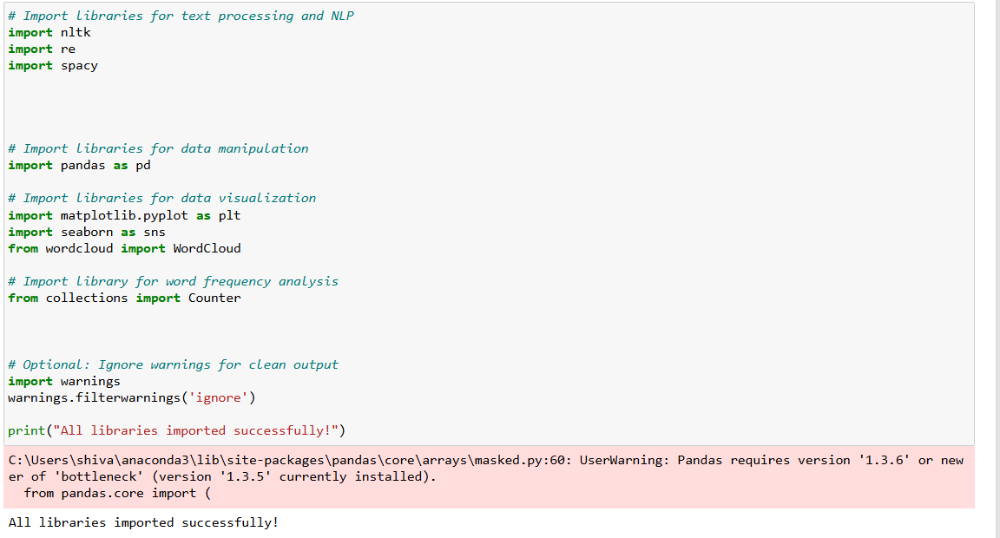 # Import libraries for text processing and NLP
import nltk
import re
import spacy
# Import libraries for data manipulation
import pandas as pd
# Import libraries for data visualization
import matplotlib.pyplot as plt
import seaborn as sns
from wordcloud import WordCloud
# Import library for word frequency analysis
from collections import Counter
# Optional: Ignore warnings for clean output
import warnings
warnings.filterwarnings('ignore')
print("All libraries imported successfully!")
C:\Users\shiva\anaconda3\lib\site-packages\pandas\core\arrays\masked.py:60: UserWarning: Pandas requires version '1.3.6' or new
er of 'bottleneck' (version '1.3.5' currently installed).
  from pandas.core import (
All libraries imported successfully!